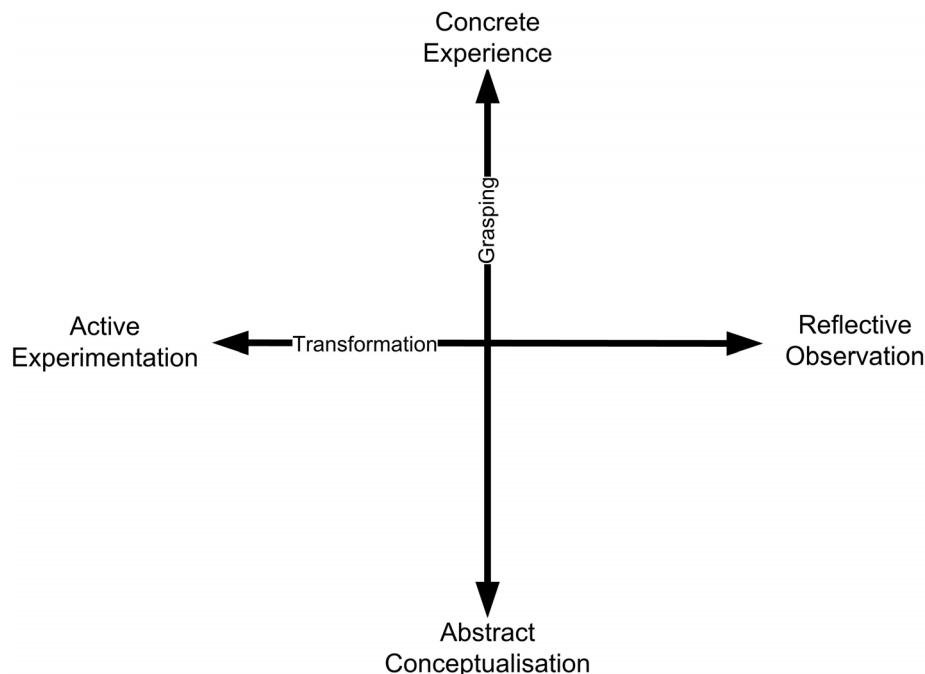 Concrete
Experience
Grasping
Active
Experimentation
Transformation
Reflective
Observation
Abstract
Conceptualisation